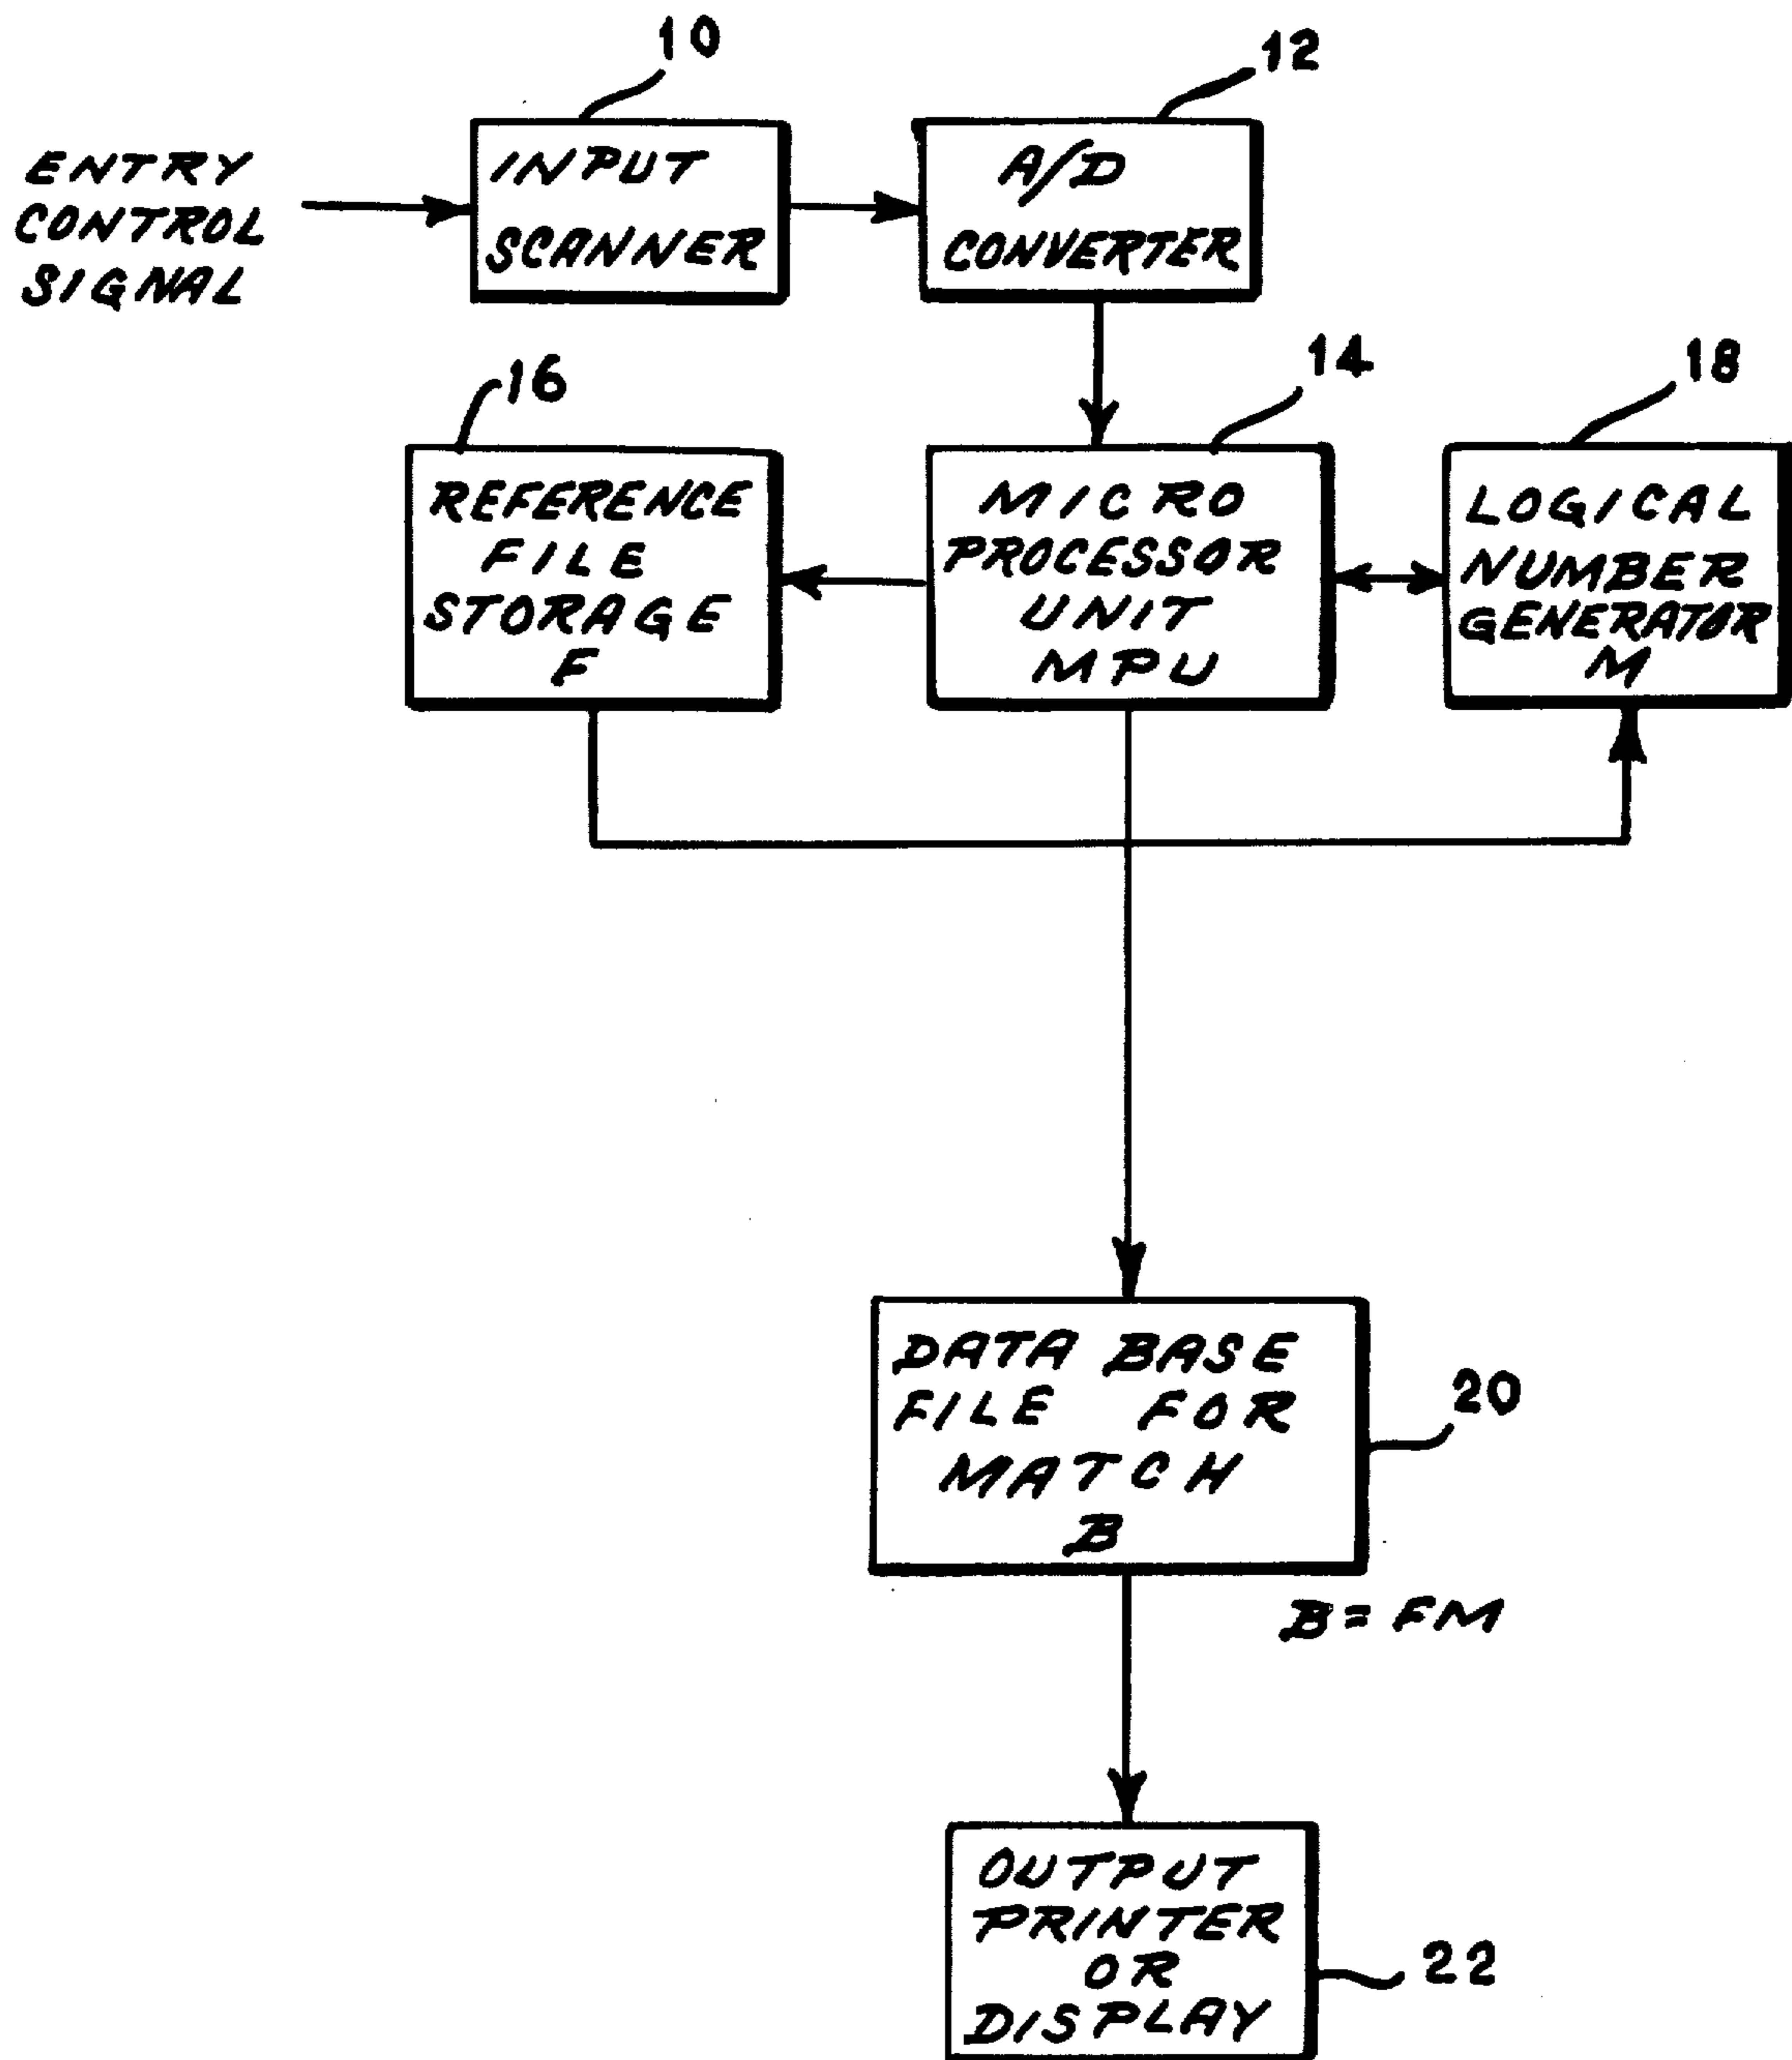 10
12
ENTRY
CONTROL
SIGNAL
INPUT
SCANNER
A/D
CONVERTER
16
14
18
REFERENCE
FILE
STORAGE
F
MICRO
PROCESSOR
UNIT
MPU
LOGICAL
NUMBER
GENERATOR
M
DATA BASE
FILE FOR
MATCH
B
20
B = FM
OUTPUT
PRINTER
OR
DISPLAY
22